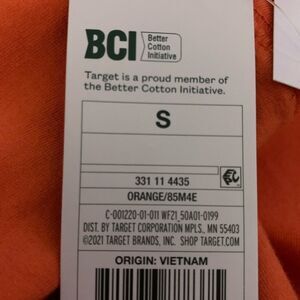 BCI
Better
Cotton
Initiative
Target is a proud member of
the Better Cotton Initiative.
S
331 11 4435
ORANGE/85M4E
C-001220-01-011 WF21_50A01-0199
DIST. BY TARGET CORPORATION MPLS, MN 55403
©2021 TARGET BRANDS, INC. SHOP TARGET.COM
ORIGIN: VIETNAM